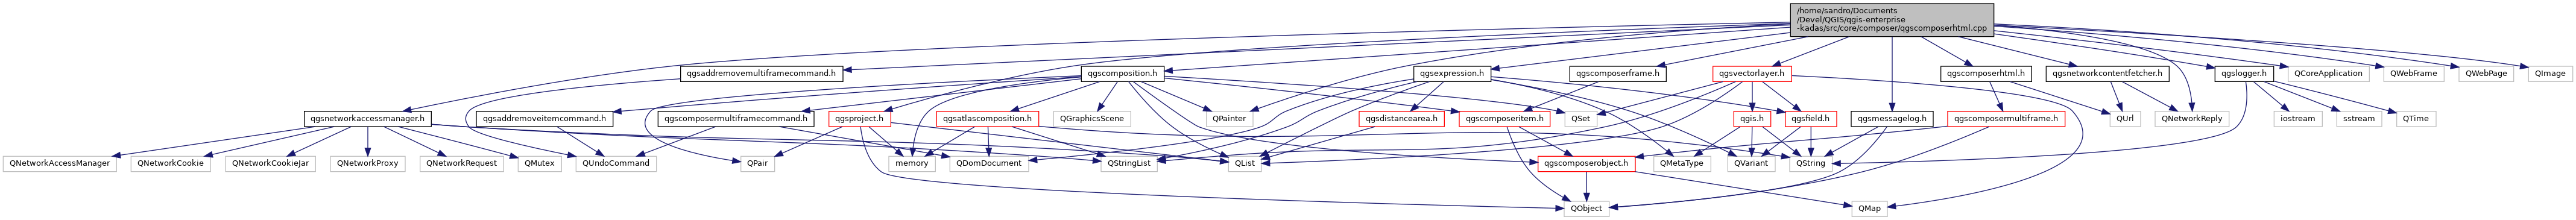 /home/sandro/Documents
/Devel/QGIS/qgis-enterprise
-kadas/src/core/composer/qgscomposerhtml.cpp
qgsaddremovemultiframecommand.h
qgscomposition.h
qgsexpression.h
qgscomposerframe.h
qgsvectorlayer.h
qgscomposerhtml.h
qgsnetworkcontentfetcher.h
qgslogger.h
QCoreApplication
QWebFrame
QWebPage
QImage
qgsnetworkaccessmanager.h
qgsaddremoveitemcommand.h
qgscomposermultiframecommand.h
qgsproject.h
qgsatlascomposition.h
QGraphicsScene
QPainter
qgsdistancearea.h
qgscomposeritem.h
QSet
qgis.h
qgsfield.h
qgsmessagelog.h
qgscomposermultiframe.h
QUrl
QNetworkReply
iostream
sstream
QTime
QNetworkAccessManager
QNetworkCookie
QNetworkCookieJar
QNetworkProxy
QNetworkRequest
QMutex
QUndoCommand
QPair
memory
QDomDocument
QStringList
QList
qgscomposerobject.h
QMetaType
QVariant
QString
QObject
QMap